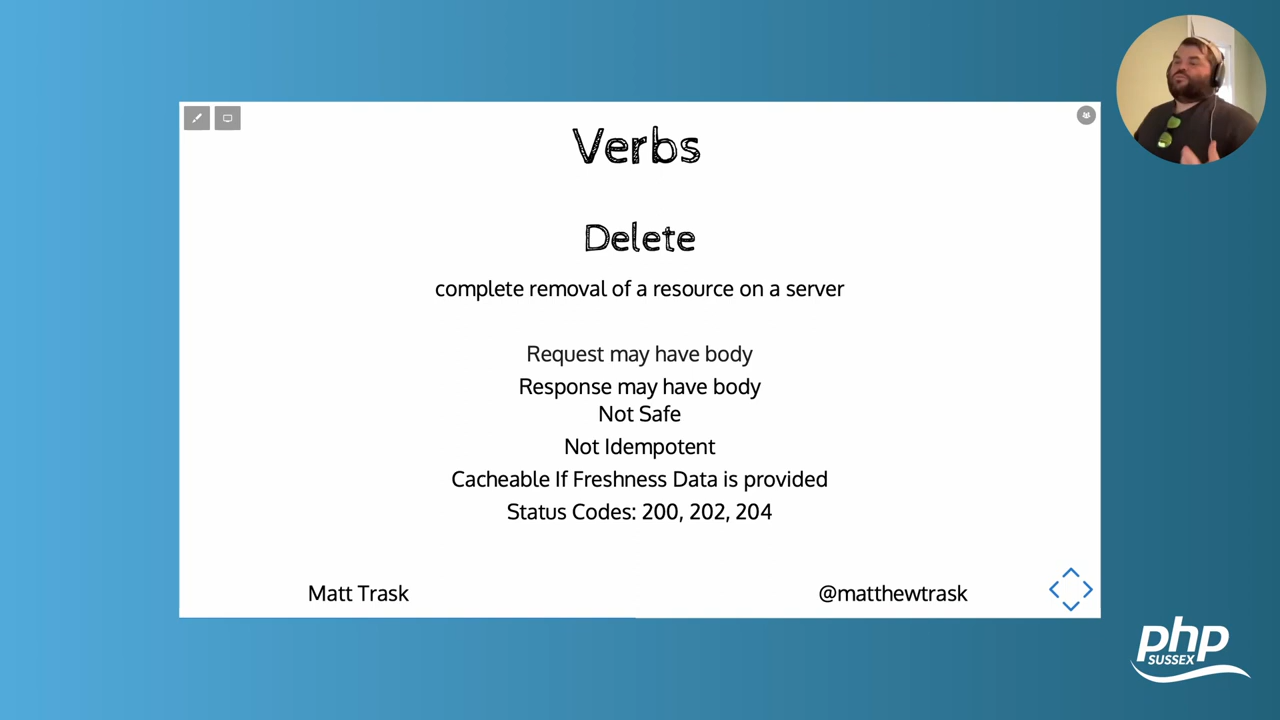 Verbs
Delete
complete removal of a resource on a server
Request may have body
Response may have body
Not Safe
Not Idempotent
Cacheable If Freshness Data is provided
Status Codes: 200, 202, 204
Matt Trask
@matthewtrask
php
SUSSEX